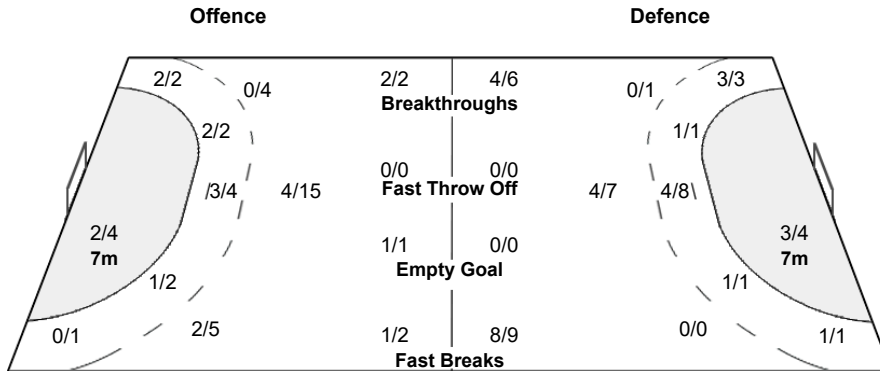 Offence Defence
2/2 0/4 2/2 4/6 0/1 3/3
Breakthroughs
2/2 1/1
0/0 0/0
3/4 4/15 Fast Throw Off 4/7 4/8
2/4 1/1 0/0 3/4
7m 7m
Empty Goal
1/2 1/1
0/1 2/5 1/2 8/9 0/0 1/1
Fast Breaks